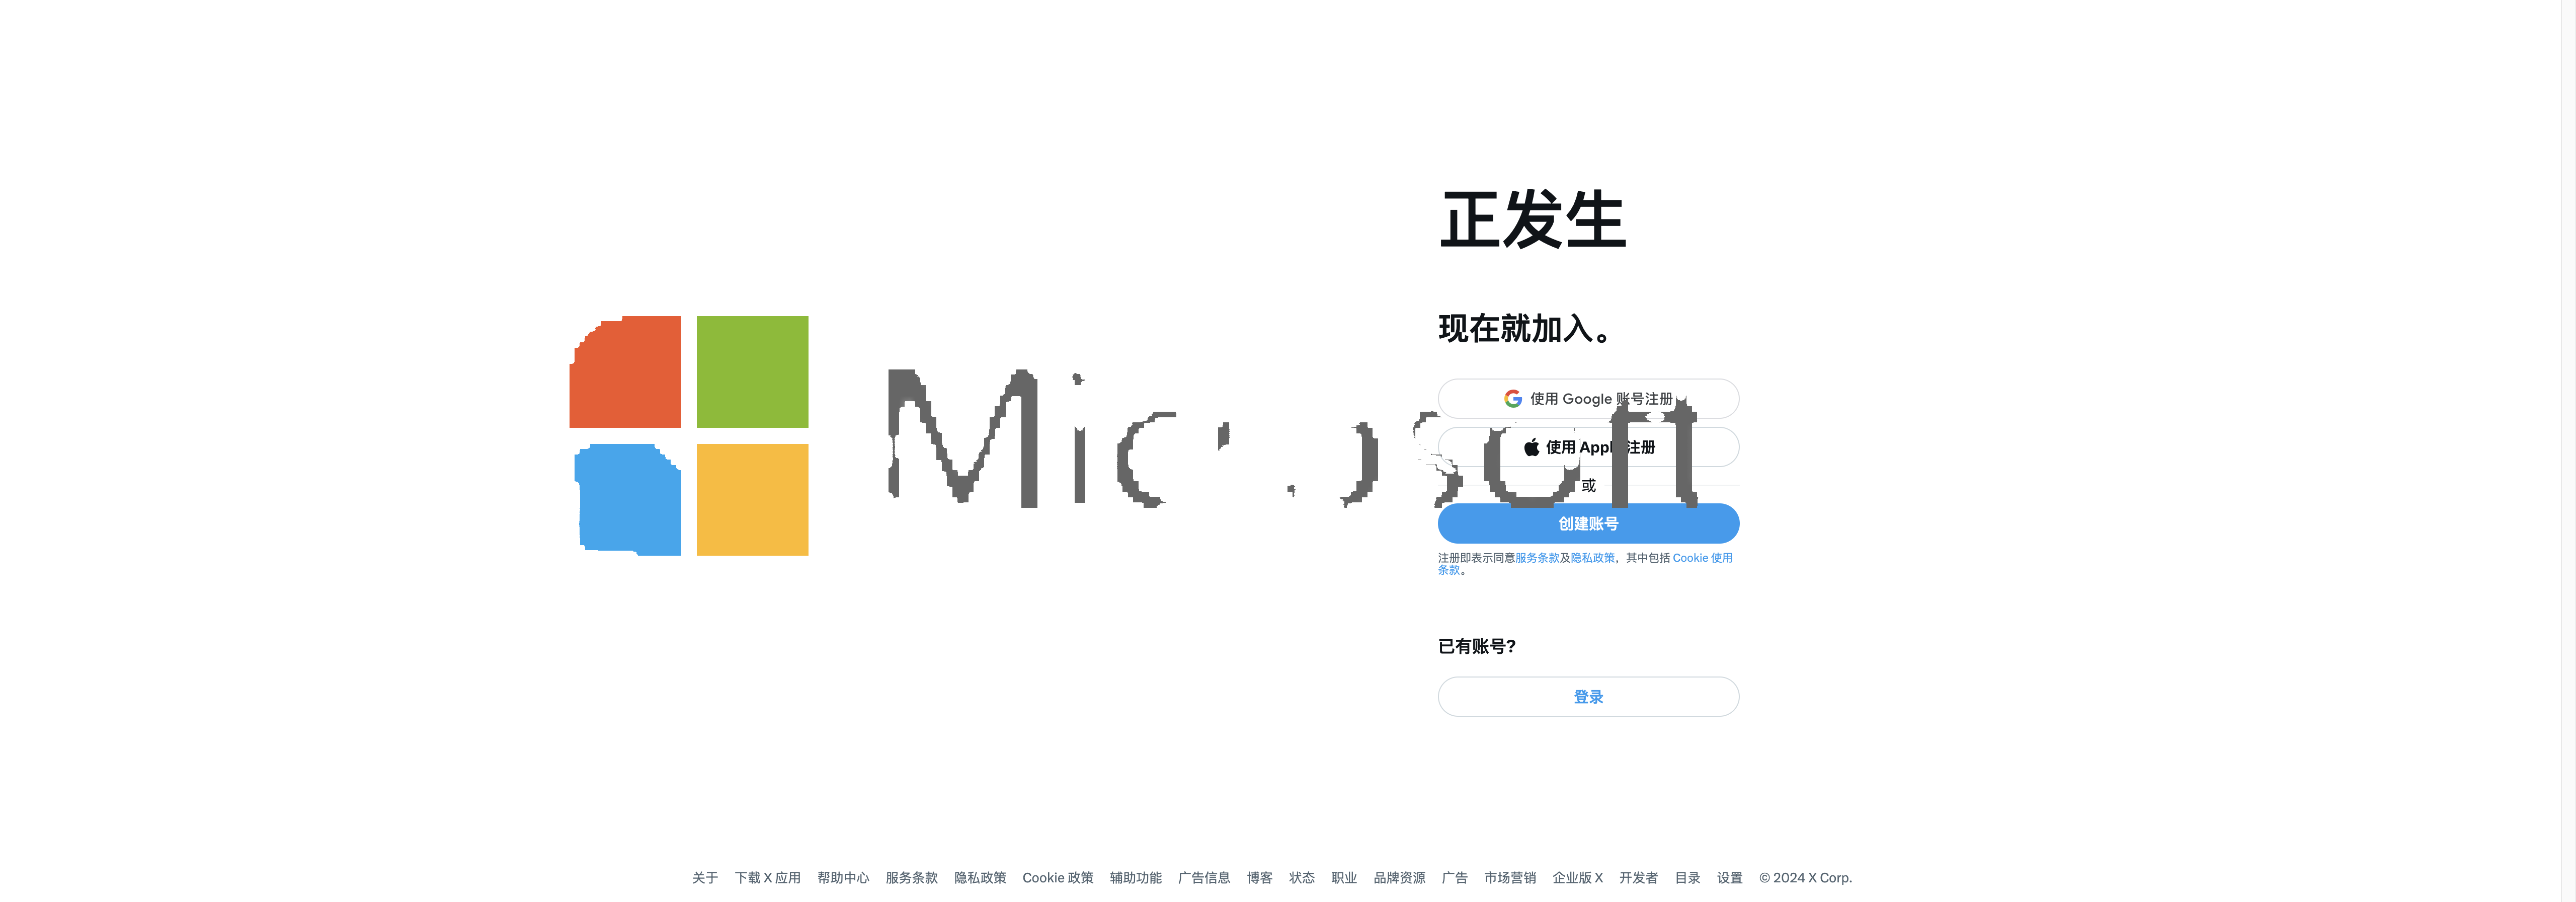 正发生
现在就加入。
使用 Google 账号注册
使用 Apple 注册
或
创建账号
注册即表示同意服务条款及隐私政策，其中包括 Cookie 使用
条款。
已有账号?
登录
关于 下载 X 应用 帮助中心 服务条款 隐私政策 Cookie 政策 辅助功能 广告信息 博客 状态 职业 品牌资源 广告 市场营销 企业版 X 开发者 目录 设置 © 2024 X Corp.